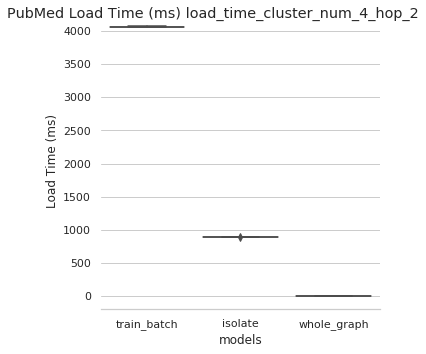 PubMed Load Time (ms) load_time_cluster_num_4_hop_2
4000
3500
3000
2500
2000
1500
1000
500
0
Load Time (ms)
train_batch isolate whole_graph
models